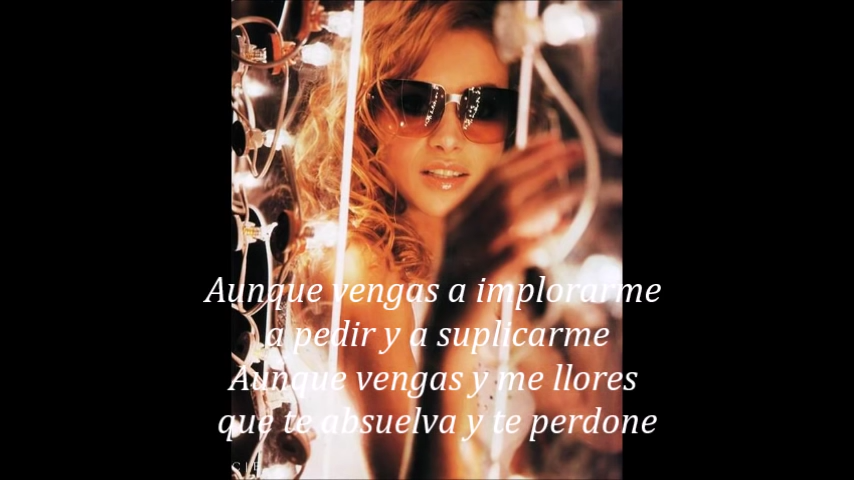 Aunque vengas a implorarme
a pedir y a suplicarme
Aunque vengas y me llores
que te absuelva y te perdone